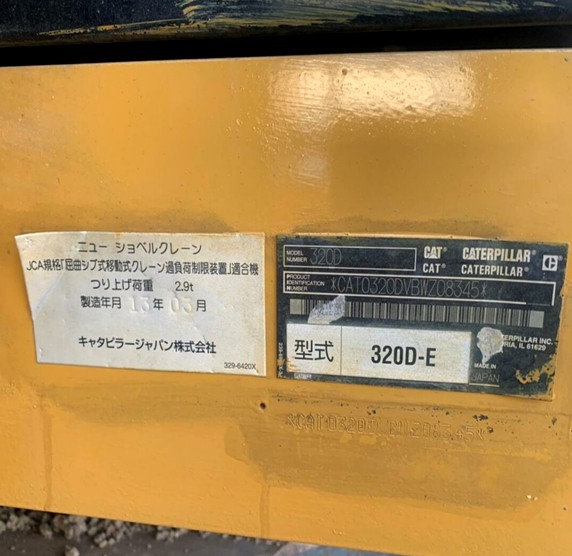 ニュー ショベルクレーン
JCA規格「屈曲ジブ式移動式クレーン過負荷制限装置」適合機
つり上げ荷重 2.9t
製造年月 13年 03月
キャタピラージャパン株式会社
329-6420X
MODEL NUMBER 320D
CAT CATERPILLAR
CAT® CATERPILLAR®
PRODUCT IDENTIFICATION NUMBER *CAT0320DVBWZ08345*
型式 320D-E
CATERPILLAR INC.
IL 61629
MADE IN
JAPAN
*CAT0320D